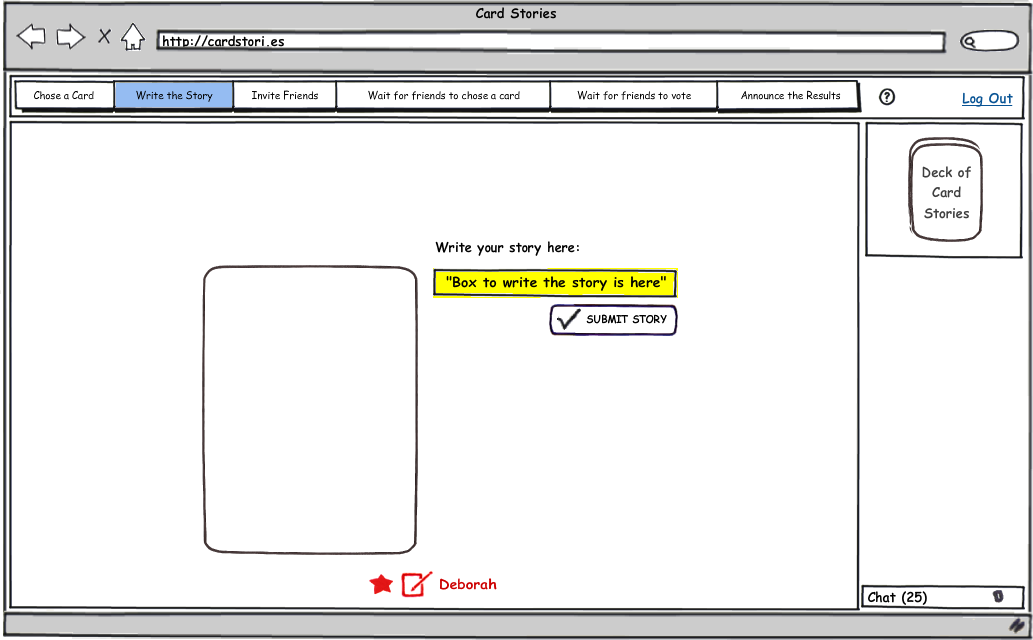 Card Stories
http://cardstori.es
Chose a Card
Write the Story
Invite Friends
Wait for friends to chose a card
Wait for friends to vote
Announce the Results
?
Log Out
Deck of
Card
Stories
Write your story here:
"Box to write the story is here"
SUBMIT STORY
Deborah
Chat (25)